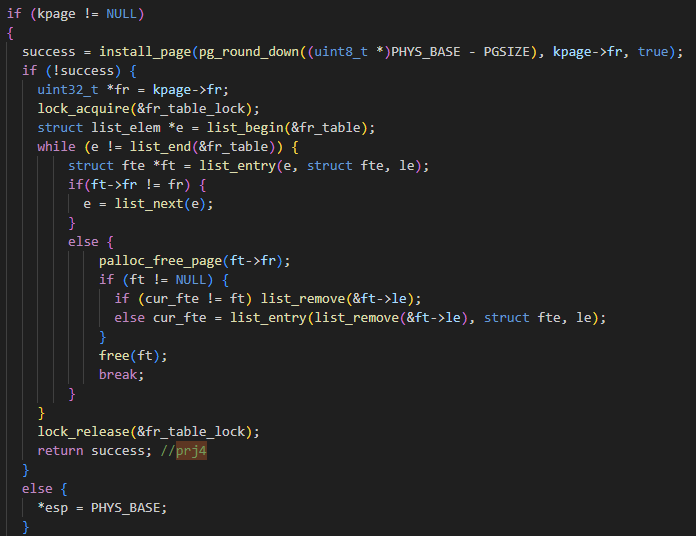 if (kpage != NULL)
{
  success = install_page(pg_round_down((uint8_t *)PHYS_BASE - PGSIZE), kpage->fr, true);
  if (!success) {
    uint32_t *fr = kpage->fr;
    lock_acquire(&fr_table_lock);
    struct list_elem *e = list_begin(&fr_table);
    while (e != list_end(&fr_table)) {
        struct fte *ft = list_entry(e, struct fte, le);
        if(ft->fr != fr) {
          e = list_next(e);
        }
        else {
            palloc_free_page(ft->fr);
            if (ft != NULL) {
              if (cur_fte != ft) list_remove(&ft->le);
              else cur_fte = list_entry(list_remove(&ft->le), struct fte, le);
            }
            free(ft);
            break;
        }
    }
    lock_release(&fr_table_lock);
    return success; //prj4
  }
  else {
    *esp = PHYS_BASE;
  }